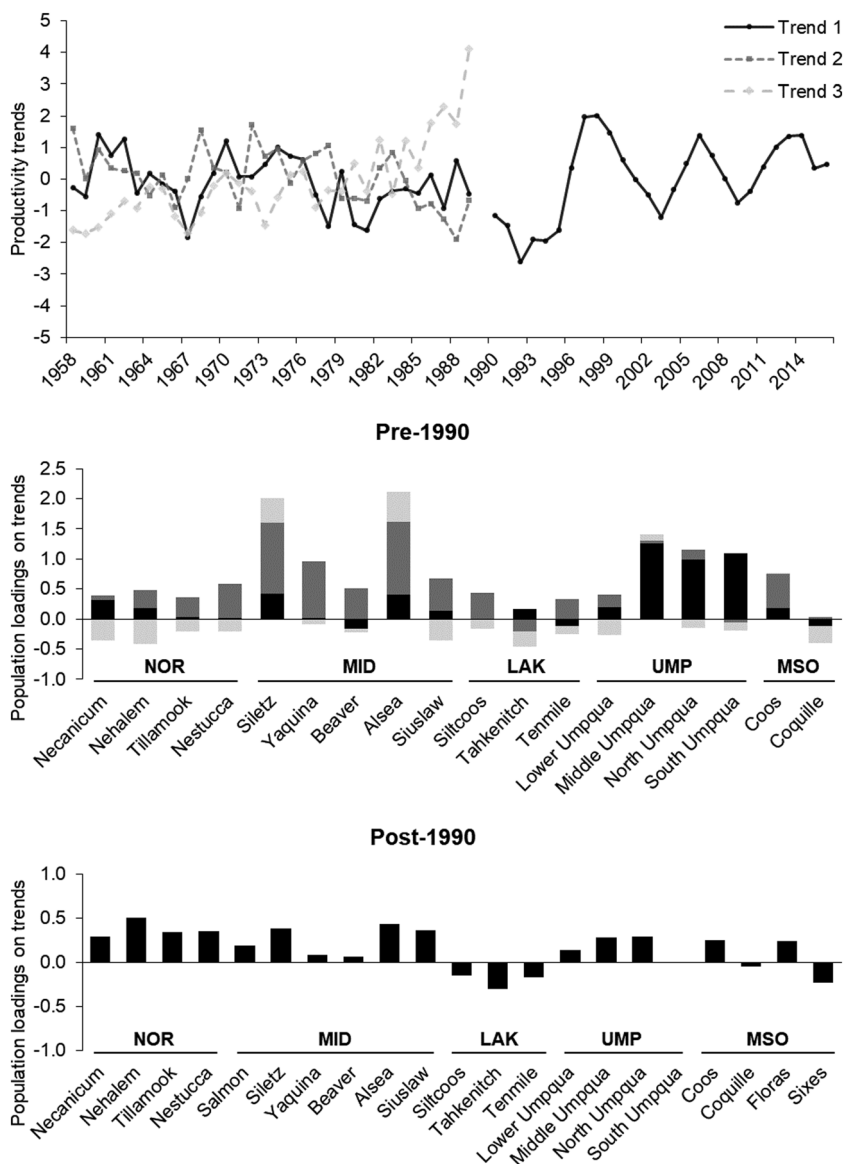 Productivity trends
5
4
3
2
1
0
-1
-2
-3
-4
-5
Trend 1
Trend 2
Trend 3
1958
1961
1964
1967
1970
1973
1976
1979
1982
1985
1988
1990
1993
1996
1999
2002
2005
2008
2011
2014
Pre-1990
Population loadings on trends
2.5
2.0
1.5
1.0
0.5
0.0
-0.5
-1.0
NOR
MID
LAK
UMP
MSO
Necanicum
Nehalem
Tillamook
Nestucca
Siletz
Yaquina
Beaver
Alsea
Siuslaw
Siltcoos
Tahkenitch
Tenmile
Lower Umpqua
Middle Umpqua
North Umpqua
South Umpqua
Coos
Coquille
Post-1990
Population loadings on trends
1.0
0.5
0.0
-0.5
-1.0
NOR
MID
LAK
UMP
MSO
Necanicum
Nehalem
Tillamook
Nestucca
Salmon
Siletz
Yaquina
Beaver
Alsea
Siuslaw
Siltcoos
Tahkenitch
Tenmile
Lower Umpqua
Middle Umpqua
North Umpqua
South Umpqua
Coos
Coquille
Floras
Sixes